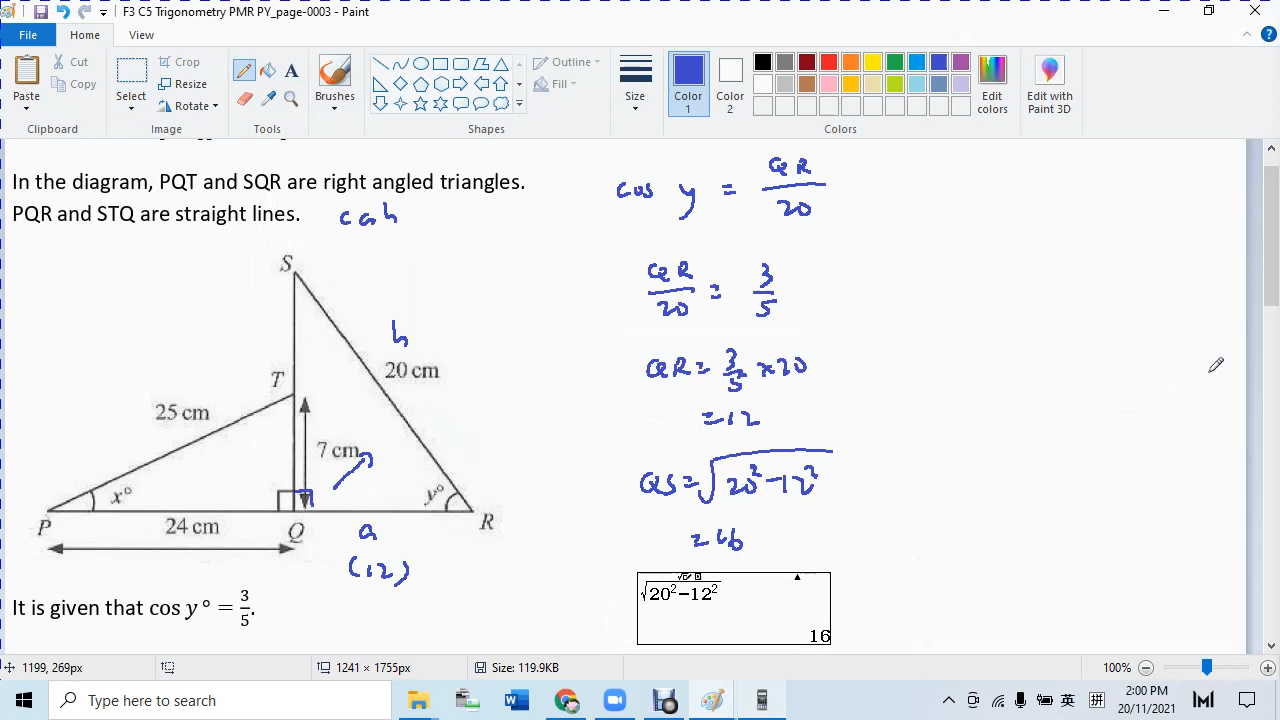 F3 C5 Trigonometry PMR PY_page-0003 - Paint
File
Home
View
Paste
Cut
Copy
Clipboard
Select
Crop
Resize
Rotate
Image
A
Tools
Brushes
Outline
Fill
Shapes
Size
Color 1
Color 2
Edit colors
Edit with Paint 3D
Colors
In the diagram, PQT and SQR are right angled triangles.
PQR and STQ are straight lines.
cah
S
h
20 cm
T
25 cm
7 cm
x°
y°
P
24 cm
Q
a
R
(12)
It is given that cos y° = 3/5.
cos y = QR/20
QR/20 = 3/5
QR = 3/5 × 20
= 12
QS = √20² - 12²
= 16
√20²-12²
16
1199, 269px
1241 × 1755px
Size: 119.9KB
100%
Type here to search
英
拼
2:00 PM
20/11/2021